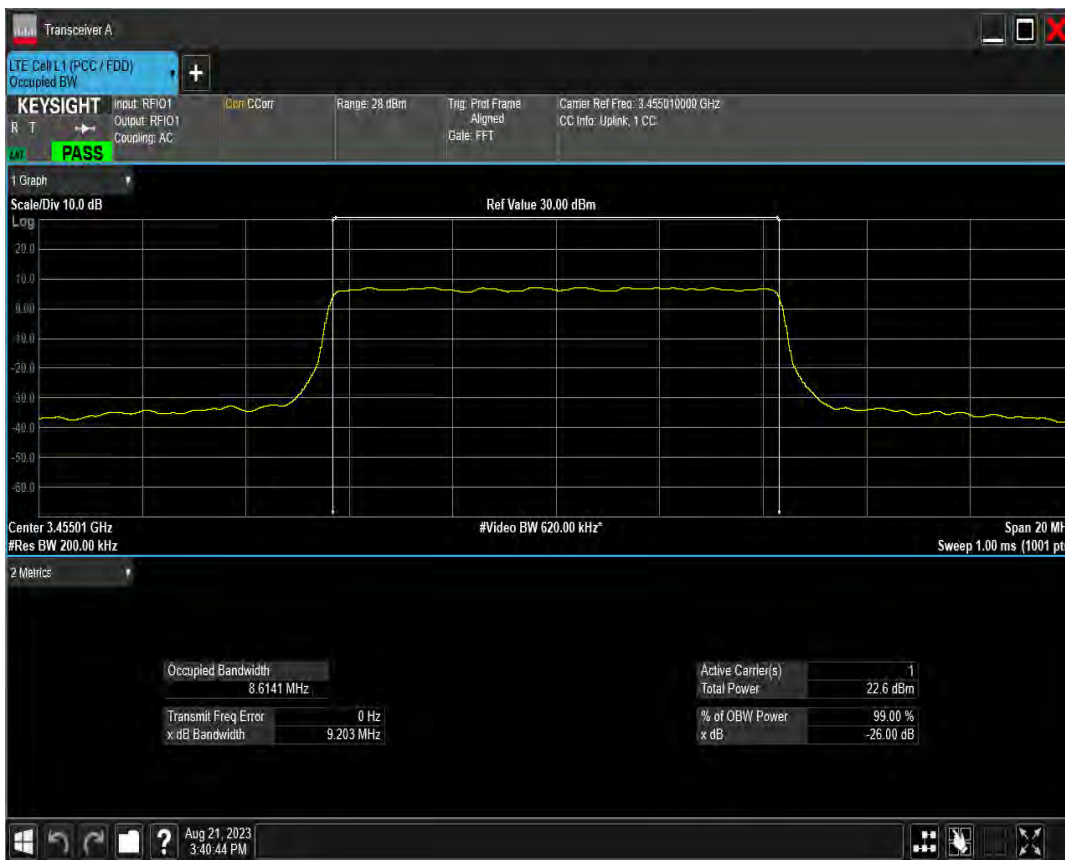 Transceiver A
LTE Cell L1 (PCC / FDD)
Occupied BW
+
KEYSIGHT
R T
LXI
PASS
Input: RFIO1
Output: RFIO1
Coupling: AC
Corr CCorr
Range: 28 dBm
Trig: Prot Frame
Aligned
Gate: FFT
Carrier Ref Freq: 3.455010000 GHz
CC Info: Uplink, 1 CC
1 Graph
Scale/Div 10.0 dB
Ref Value 30.00 dBm
Log
20.0
10.0
0.00
-10.0
-20.0
-30.0
-40.0
-50.0
-60.0
Center 3.45501 GHz
#Video BW 620.00 kHz*
Span 20 MH
#Res BW 200.00 kHz
Sweep 1.00 ms (1001 pt
2 Metrics
Occupied Bandwidth
8.6141 MHz
Transmit Freq Error 0 Hz
x dB Bandwidth 9.203 MHz
Active Carrier(s) 1
Total Power 22.6 dBm
% of OBW Power 99.00 %
x dB -26.00 dB
?
Aug 21, 2023
3:40:44 PM